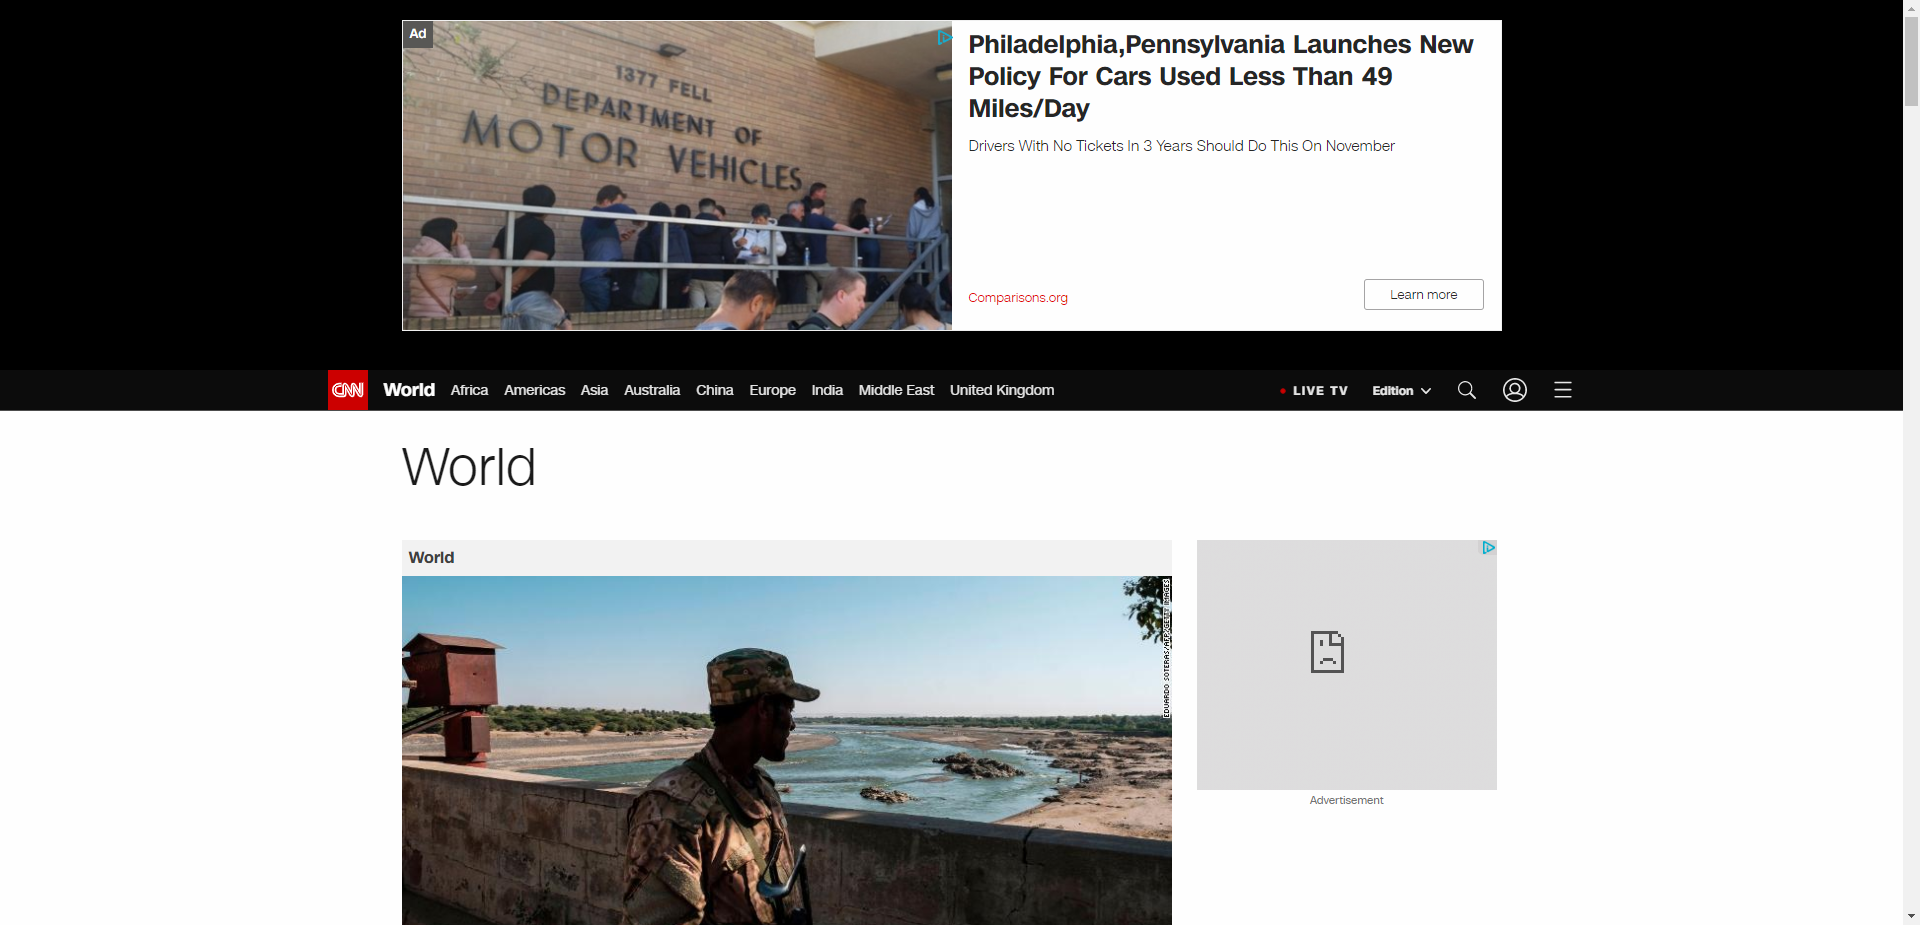 Ad
1377 FELL
DEPARTMENT OF
MOTOR VEHICLES
Philadelphia,Pennsylvania Launches New
Policy For Cars Used Less Than 49
Miles/Day
Drivers With No Tickets In 3 Years Should Do This On November
Comparisons.org
Learn more
CNN World Africa Americas Asia Australia China Europe India Middle East United Kingdom LIVE TV Edition
World
World
EDUARDO SOTERAS/AFP/GETTY IMAGES
Advertisement